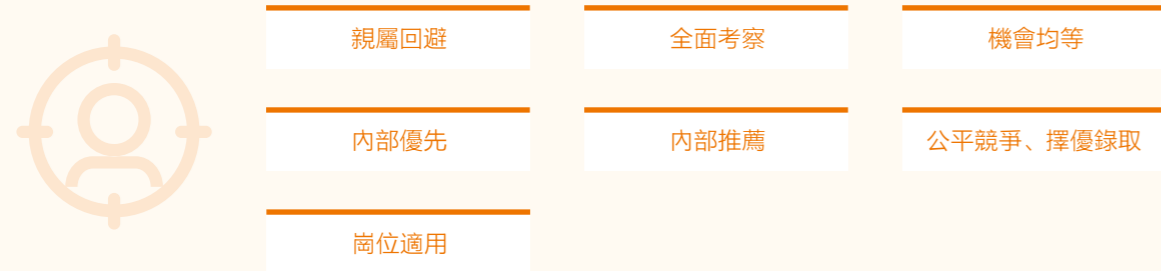 親屬回避
全面考察
機會均等
內部優先
內部推薦
公平競爭、擇優錄取
崗位適用